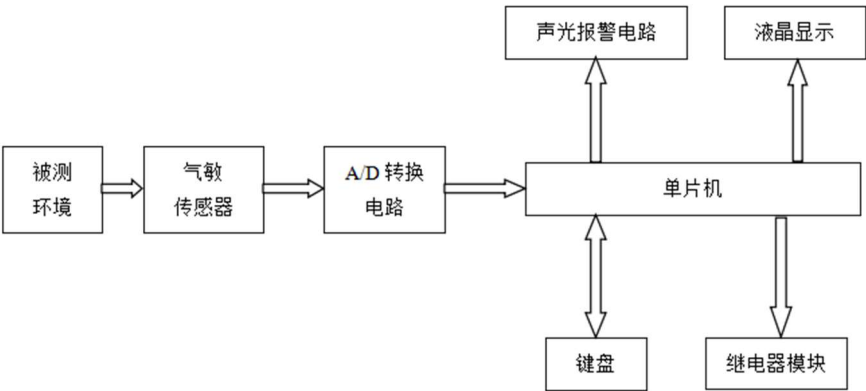 声光报警电路
液晶显示
被测
环境
气敏
传感器
A/D 转换
电路
单片机
键盘
继电器模块